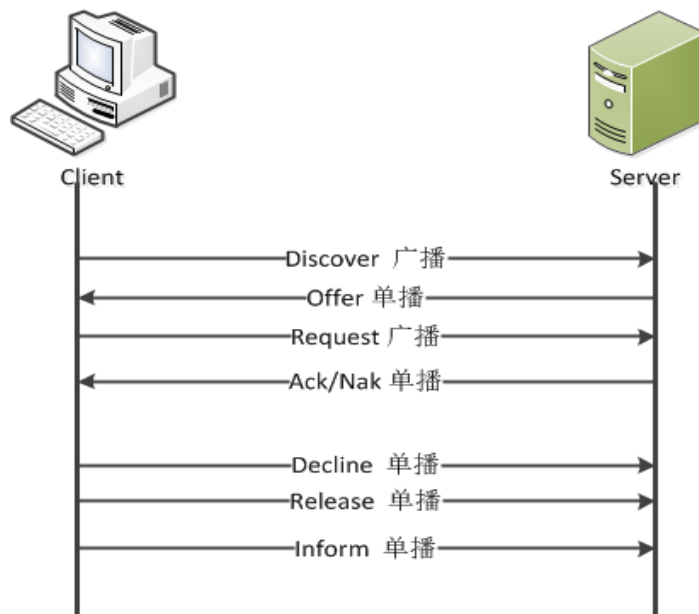 Client
Server
Discover 广播
Offer 单播
Request 广播
Ack/Nak 单播
Decline 单播
Release 单播
Inform 单播